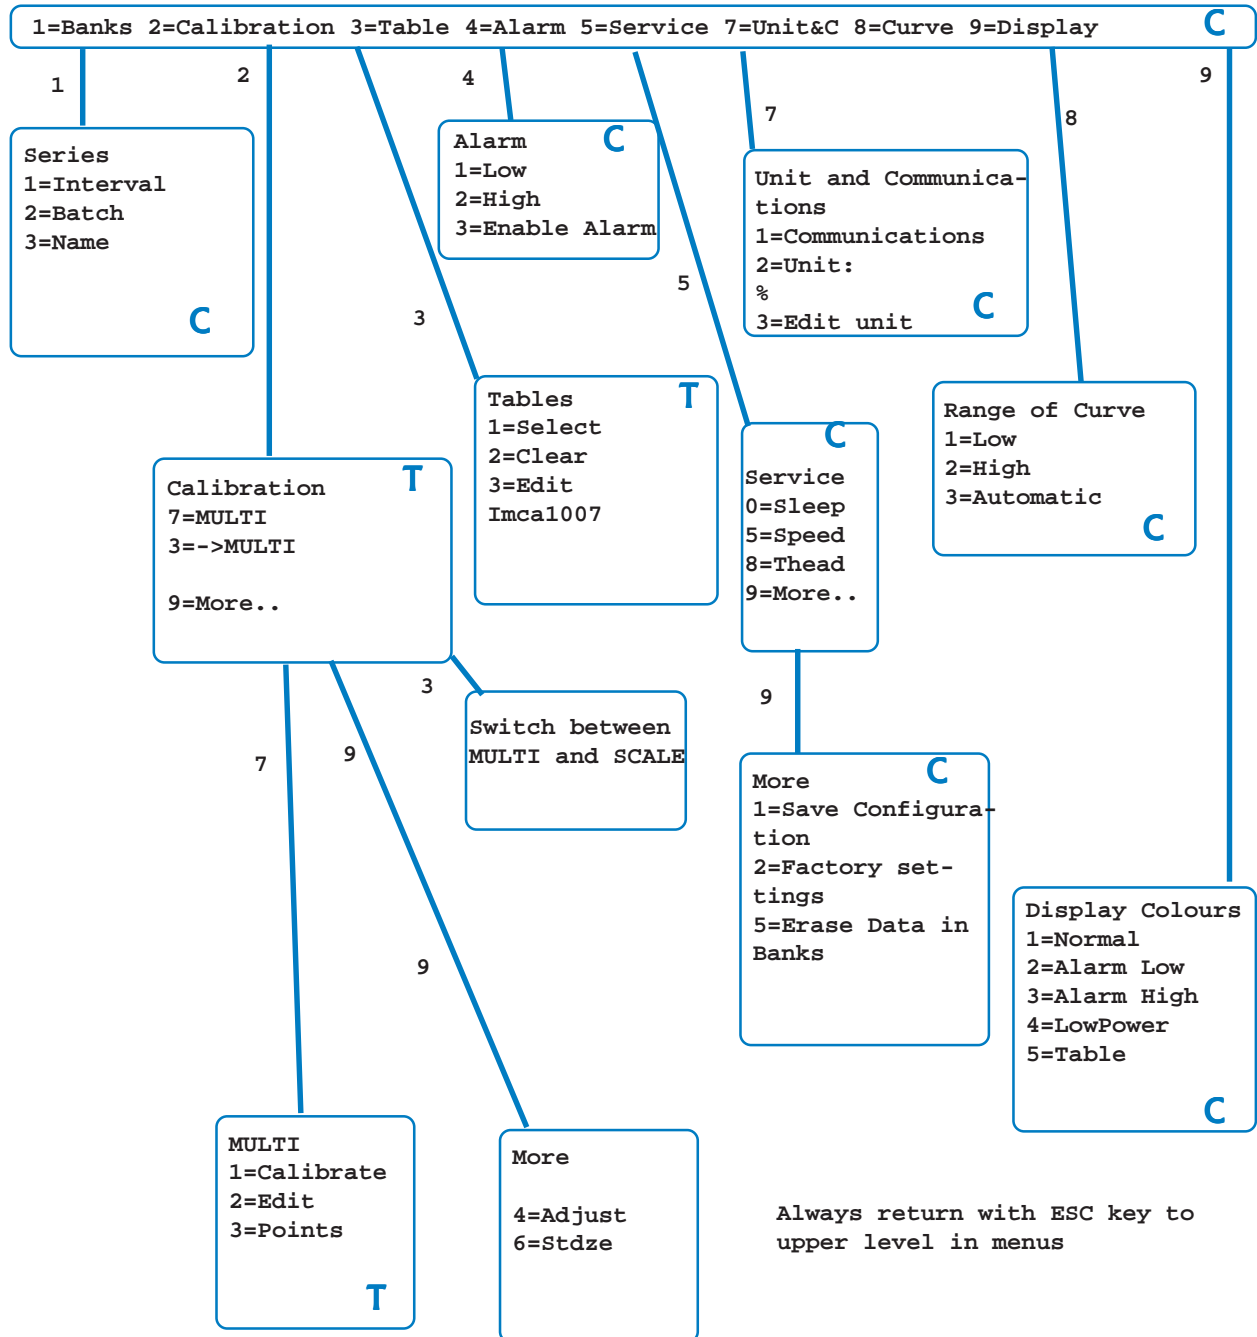 1=Banks 2=Calibration 3=Table 4=Alarm 5=Service 7=Unit&C 8=Curve 9=Display
C
1
2
4
7
8
9
Series
1=Interval
2=Batch
3=Name
C
Alarm
C
1=Low
2=High
3=Enable Alarm
Unit and Communica-
tions
1=Communications
2=Unit:
%
3=Edit unit
C
3
5
Tables
T
1=Select
2=Clear
3=Edit
Imca1007
Range of Curve
1=Low
2=High
3=Automatic
C
Calibration
T
7=MULTI
3=->MULTI
9=More..
C
Service
0=Sleep
5=Speed
8=Thead
9=More..
3
Switch between
MULTI and SCALE
7
9
9
More
C
1=Save Configura-
tion
2=Factory set-
tings
5=Erase Data in
Banks
Display Colours
1=Normal
2=Alarm Low
3=Alarm High
4=LowPower
5=Table
C
9
MULTI
1=Calibrate
2=Edit
3=Points
T
More
4=Adjust
6=Stdze
Always return with ESC key to
upper level in menus